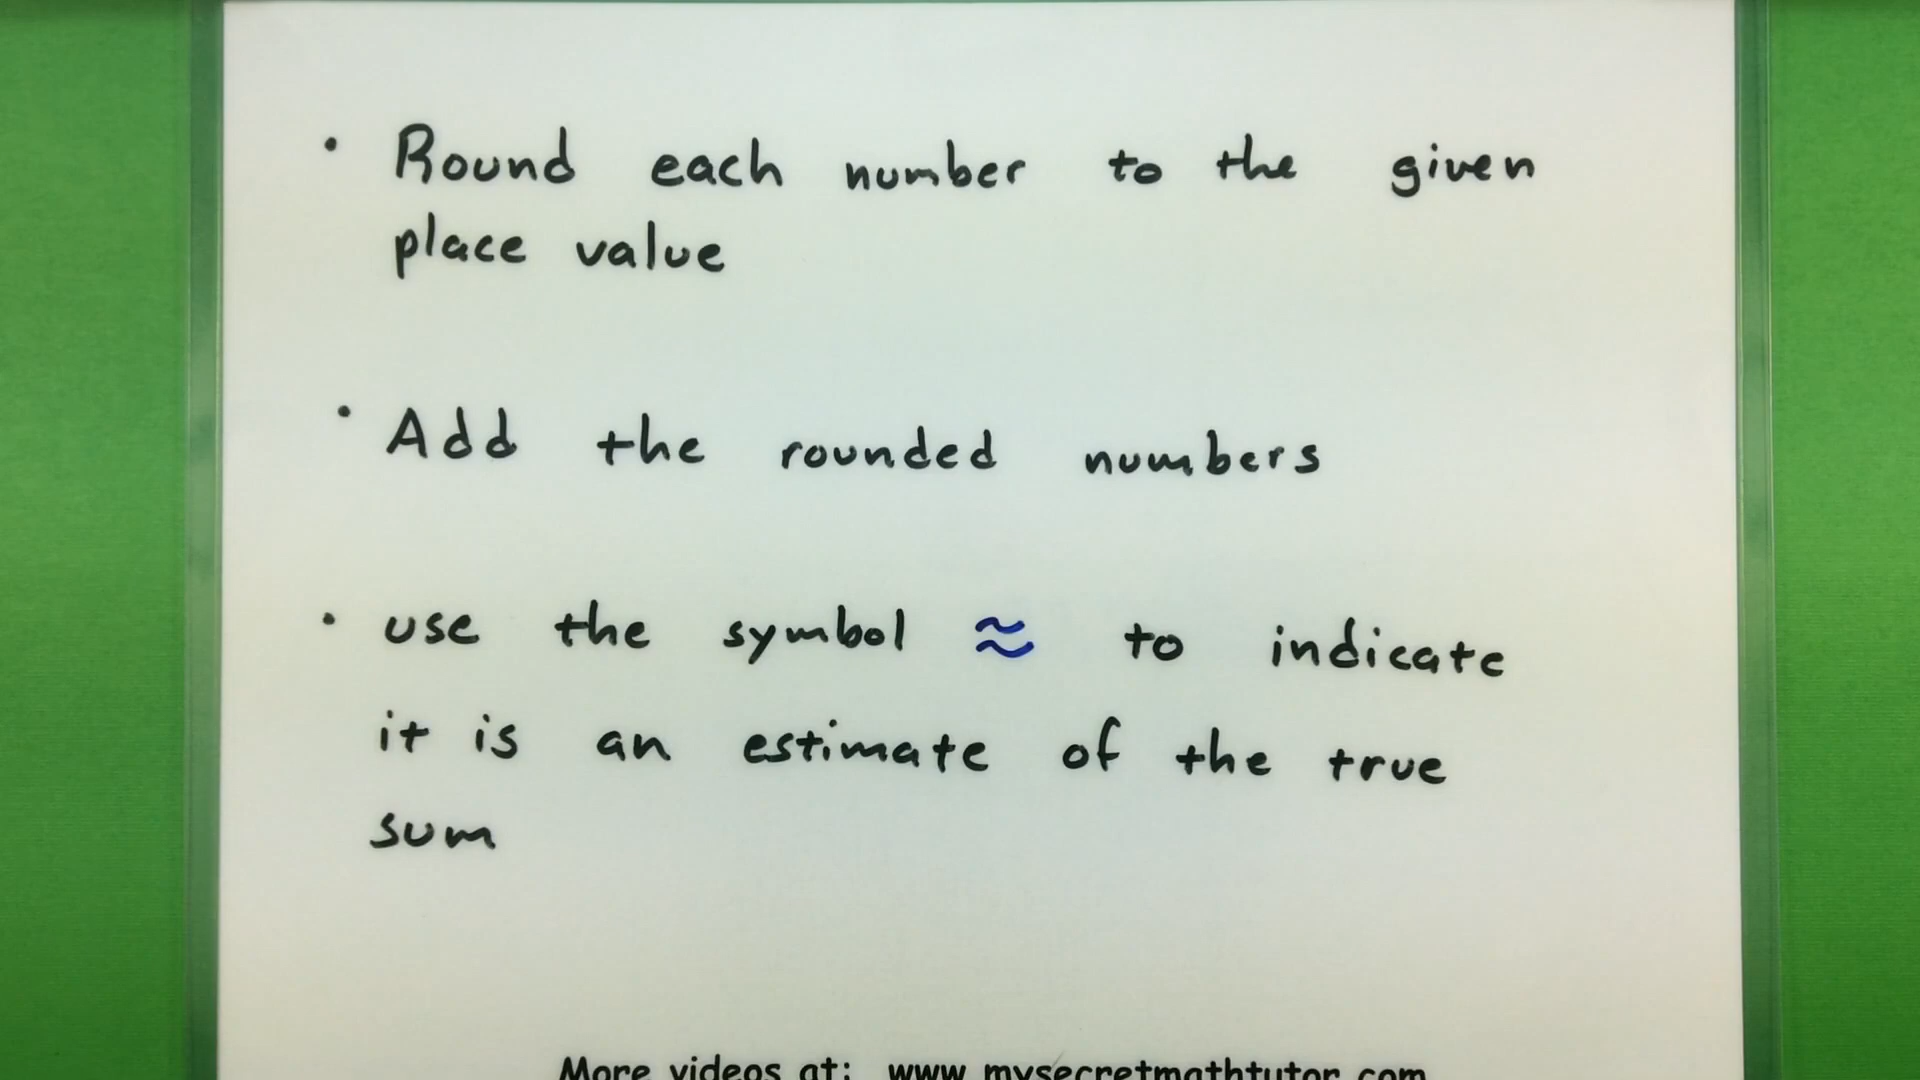 • Round each number to the given
place value
• Add the rounded numbers
• use the symbol ≈ to indicate
it is an estimate of the true
sum
More videos at: www.mysecretmathtutor.com